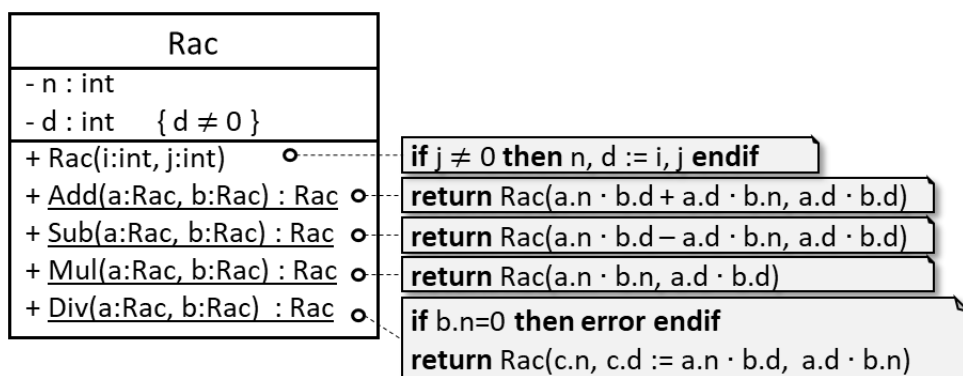 Rac
- n : int
- d : int { d ≠ 0 }
+ Rac(i:int, j:int)
if j ≠ 0 then n, d := i, j endif
+ Add(a:Rac, b:Rac) : Rac
return Rac(a.n · b.d + a.d · b.n, a.d · b.d)
+ Sub(a:Rac, b:Rac) : Rac
return Rac(a.n · b.d – a.d · b.n, a.d · b.d)
+ Mul(a:Rac, b:Rac) : Rac
return Rac(a.n · b.n, a.d · b.d)
+ Div(a:Rac, b:Rac) : Rac
if b.n=0 then error endif
return Rac(c.n, c.d := a.n · b.d, a.d · b.n)